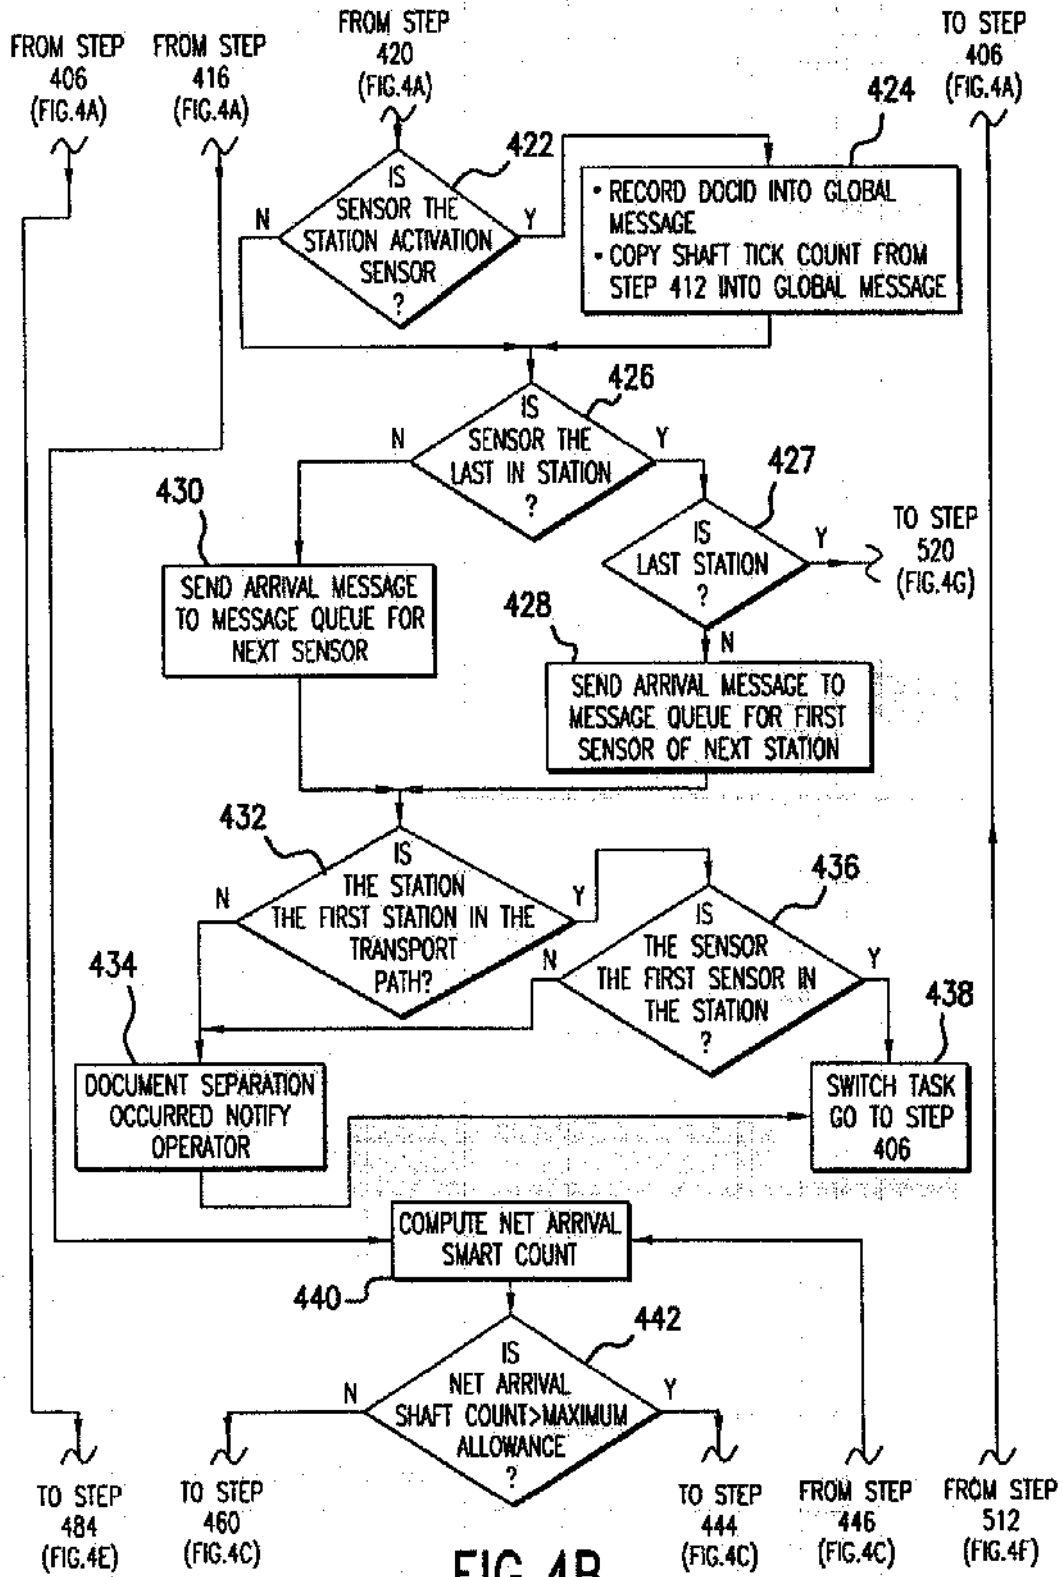 FROM STEP
406
(FIG.4A)
FROM STEP
416
(FIG.4A)
FROM STEP
420
(FIG.4A)
TO STEP
406
(FIG.4A)
422
IS
SENSOR THE
STATION ACTIVATION
SENSOR
?
N
Y
424
• RECORD DOCID INTO GLOBAL
MESSAGE
• COPY SHAFT TICK COUNT FROM
STEP 412 INTO GLOBAL MESSAGE
426
IS
SENSOR THE
LAST IN STATION
?
N
Y
427
IS
LAST STATION
?
Y
N
TO STEP
520
(FIG.4G)
430
SEND ARRIVAL MESSAGE
TO MESSAGE QUEUE FOR
NEXT SENSOR
428
SEND ARRIVAL MESSAGE TO
MESSAGE QUEUE FOR FIRST
SENSOR OF NEXT STATION
432
IS
THE STATION
THE FIRST STATION IN THE
TRANSPORT
PATH?
N
Y
436
IS
THE SENSOR
THE FIRST SENSOR IN
THE STATION
?
N
Y
434
DOCUMENT SEPARATION
OCCURRED NOTIFY
OPERATOR
438
SWITCH TASK
GO TO STEP
406
COMPUTE NET ARRIVAL
SMART COUNT
440
442
IS
NET ARRIVAL
SHAFT COUNT>MAXIMUM
ALLOWANCE
?
N
Y
TO STEP
484
(FIG.4E)
TO STEP
460
(FIG.4C)
TO STEP
444
(FIG.4C)
FROM STEP
446
(FIG.4C)
FROM STEP
512
(FIG.4F)
FIG.4B